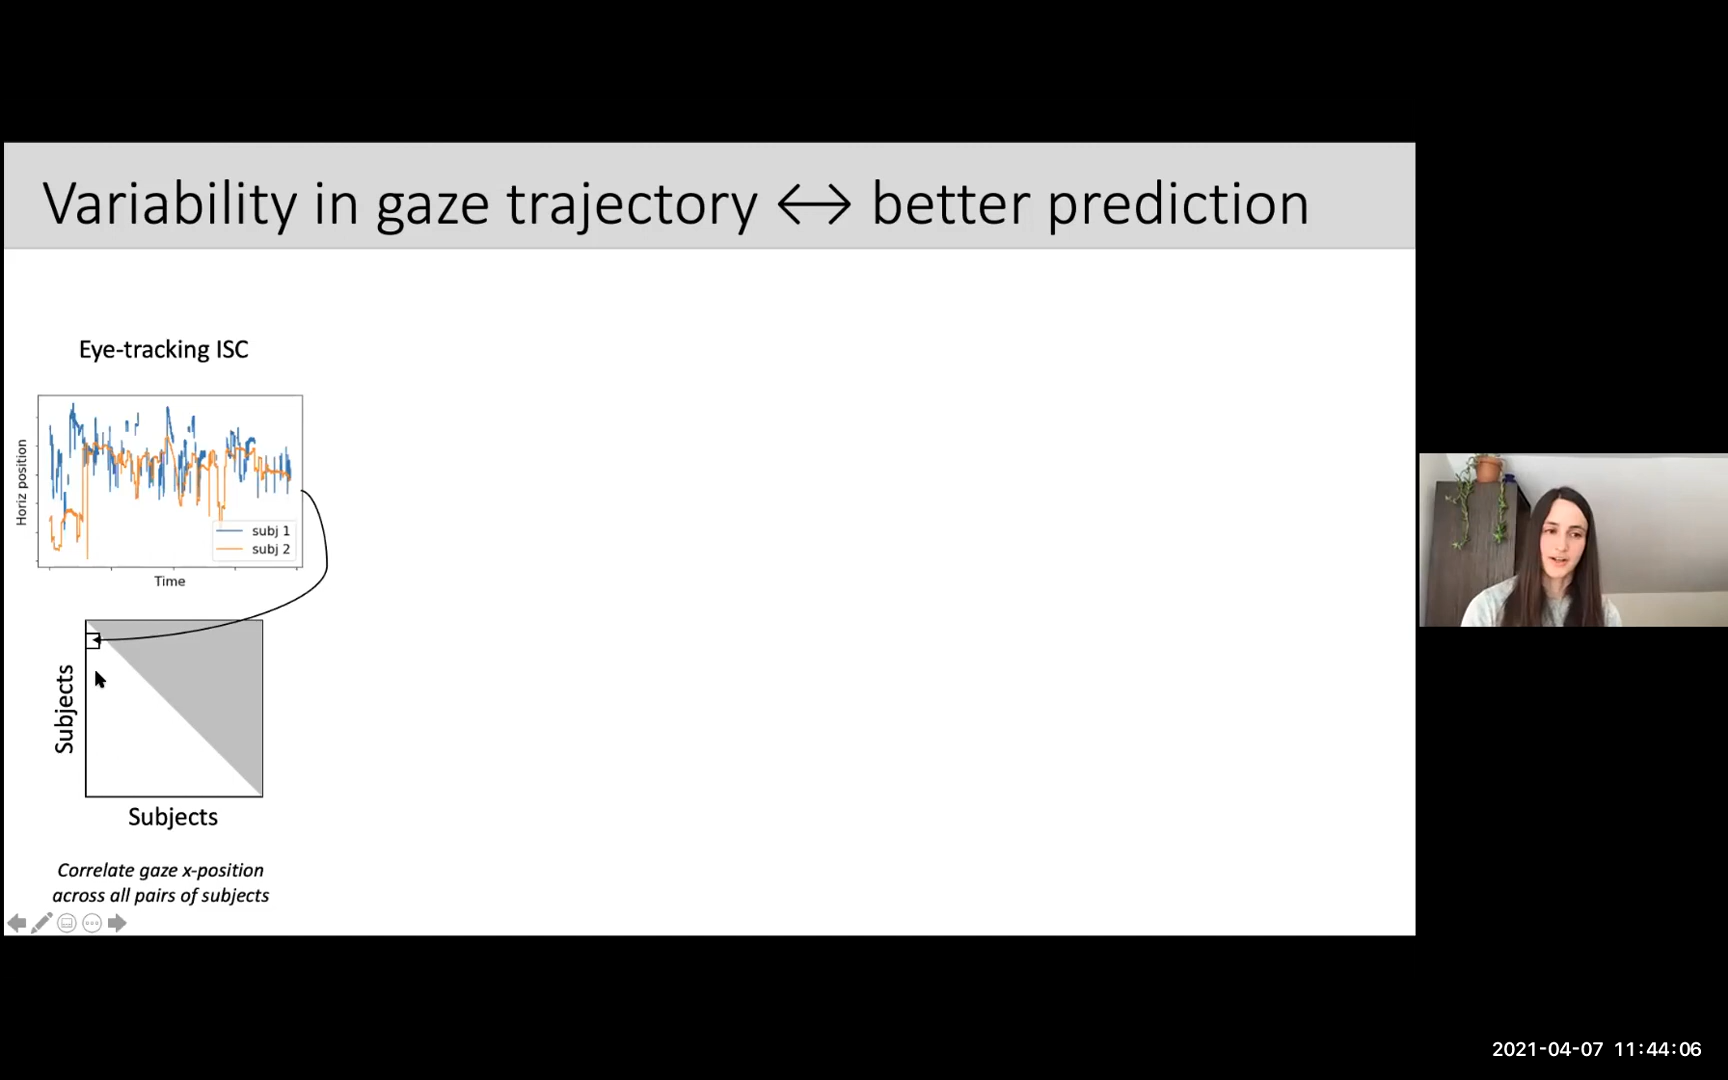 Variability in gaze trajectory ↔ better prediction
Eye-tracking ISC
Horiz position
subj 1
subj 2
Time
Subjects
Subjects
Correlate gaze x-position
across all pairs of subjects
2021-04-07 11:44:06